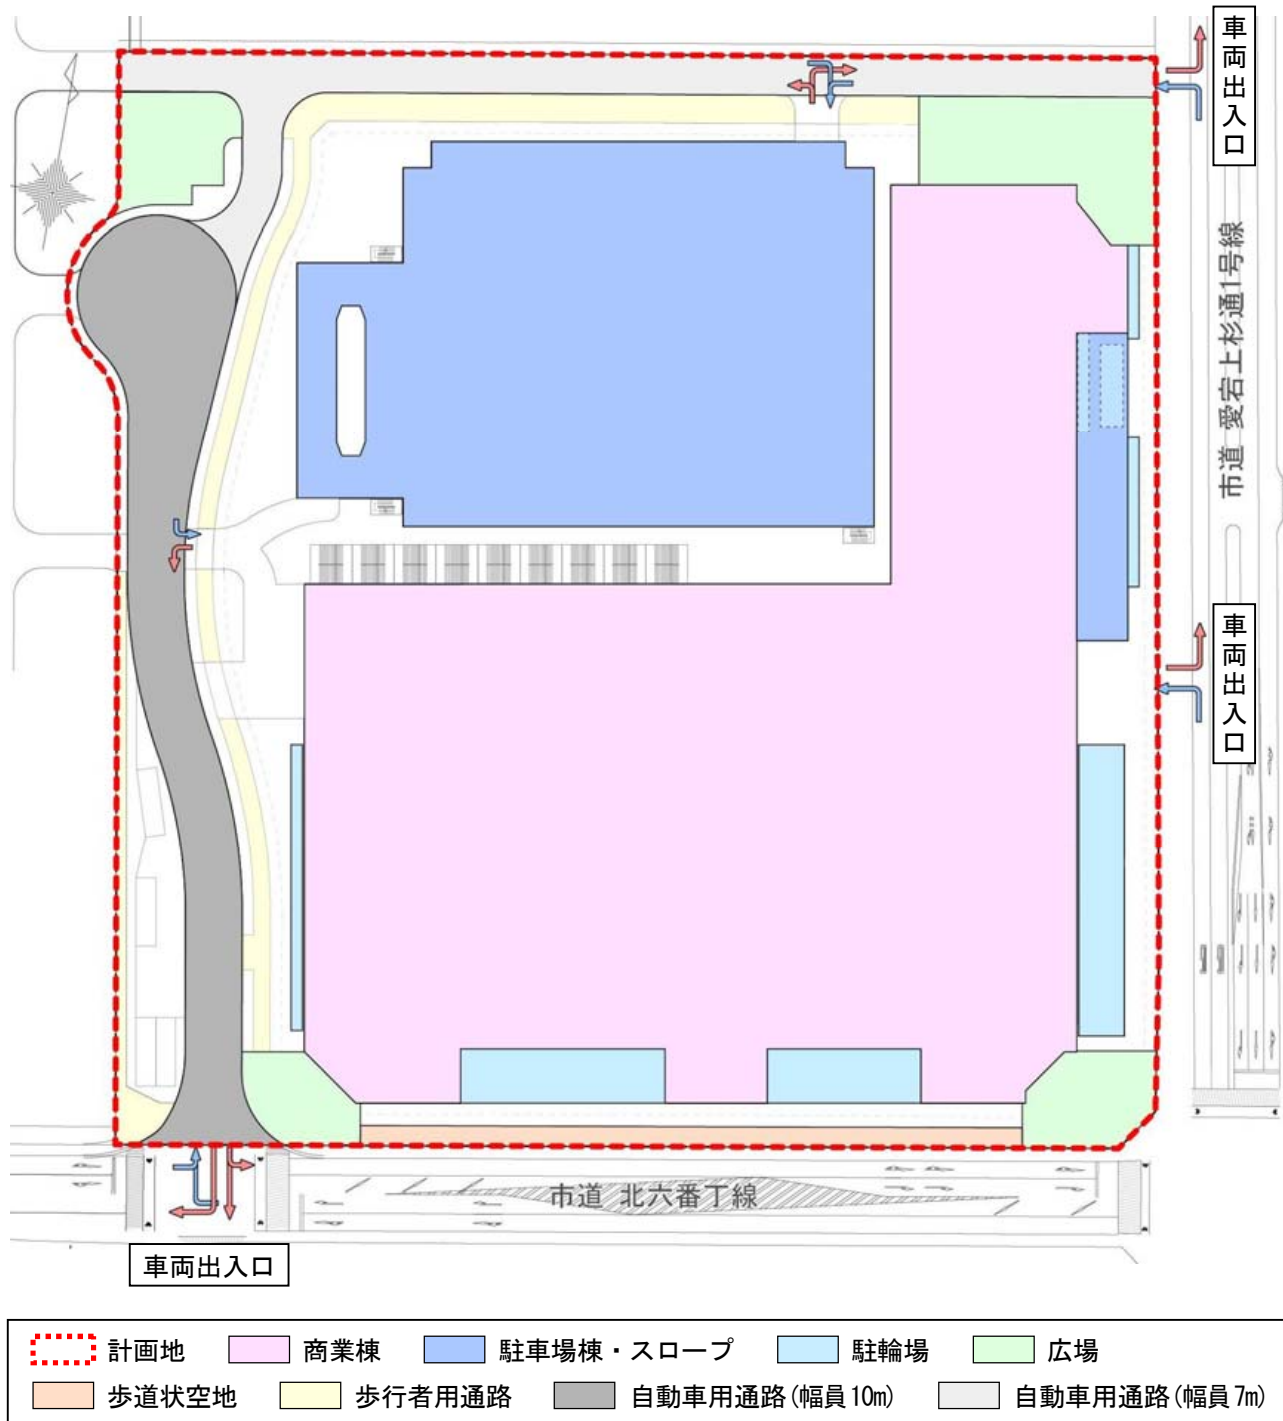 車両出入口
市道 愛宕上杉通1号線
車両出入口
市道 北六番丁線
車両出入口
計画地
商業棟
駐車場棟・スロープ
駐輪場
広場
歩道状空地
歩行者用通路
自動車用通路(幅員10m)
自動車用通路(幅員7m)